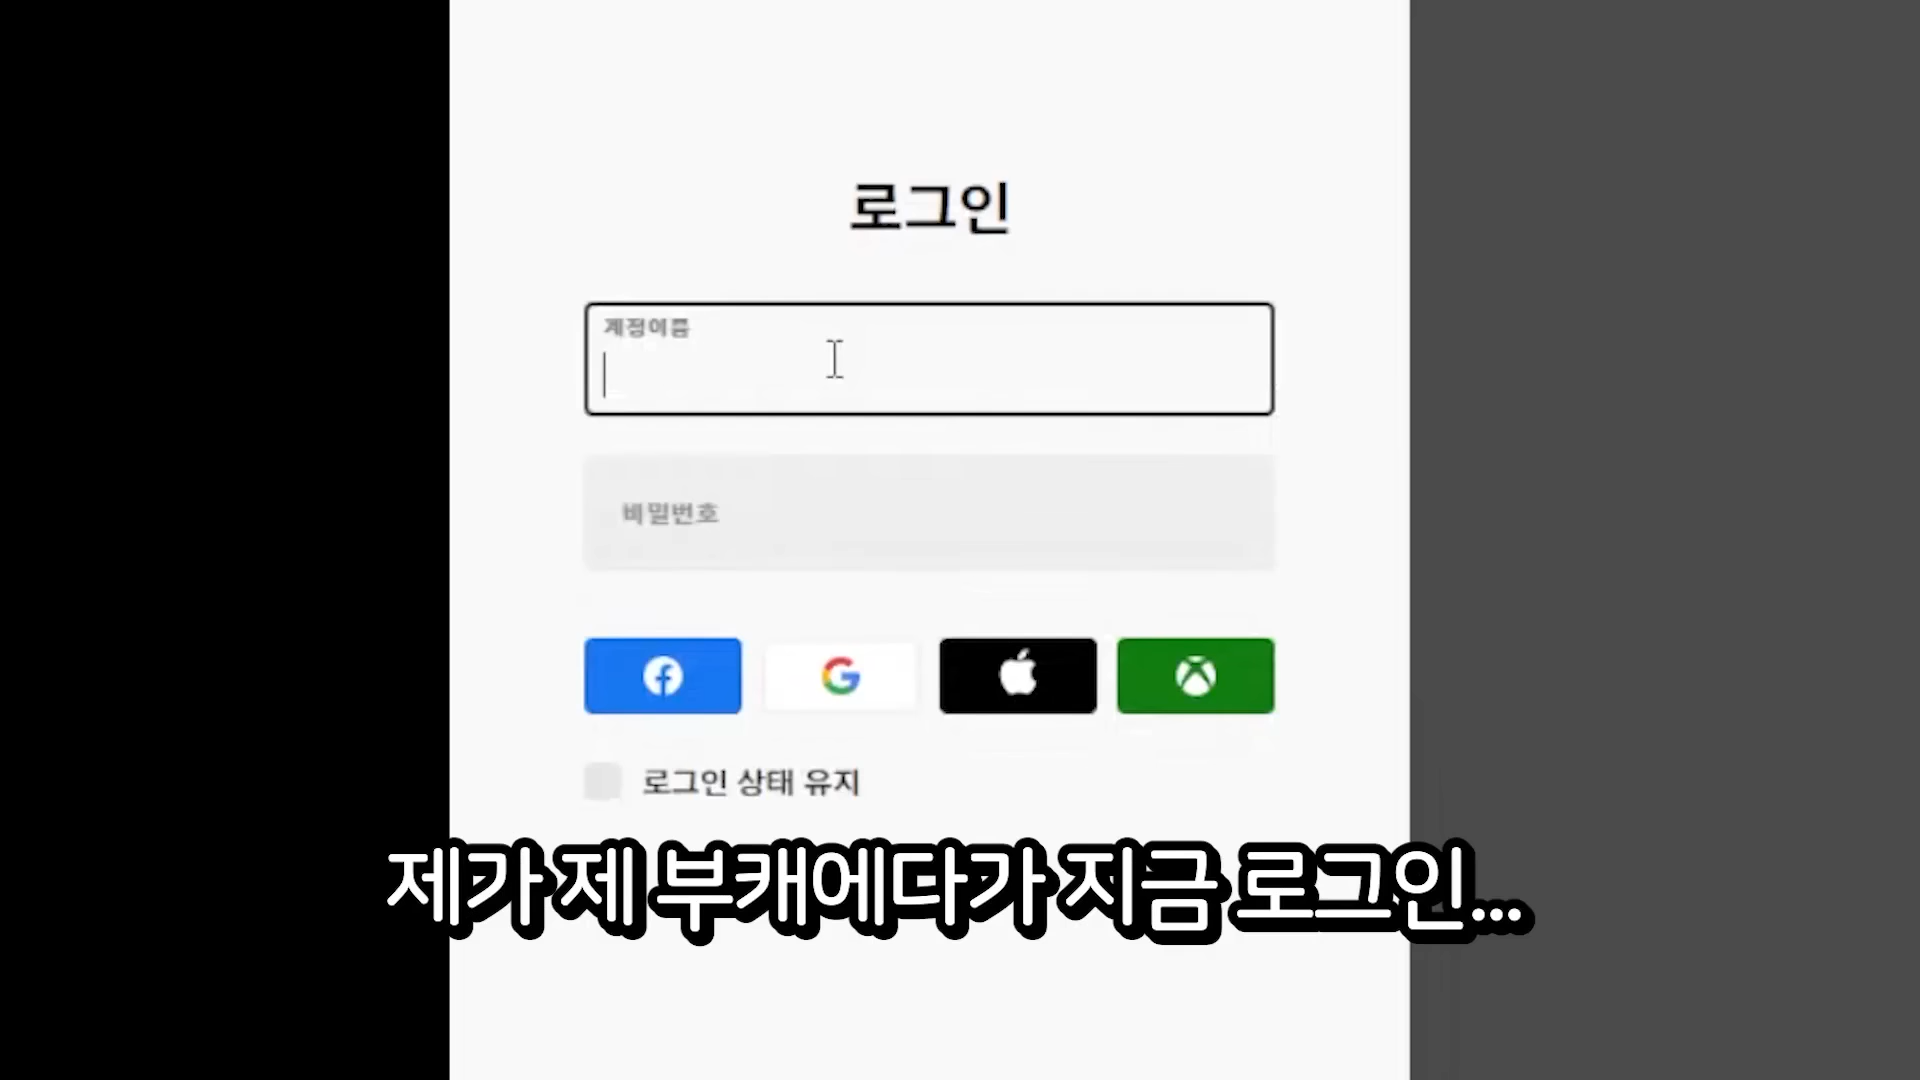 로그인
계정이름
비밀번호
로그인 상태 유지
제가 제 부캐에다가 지금 로그인...